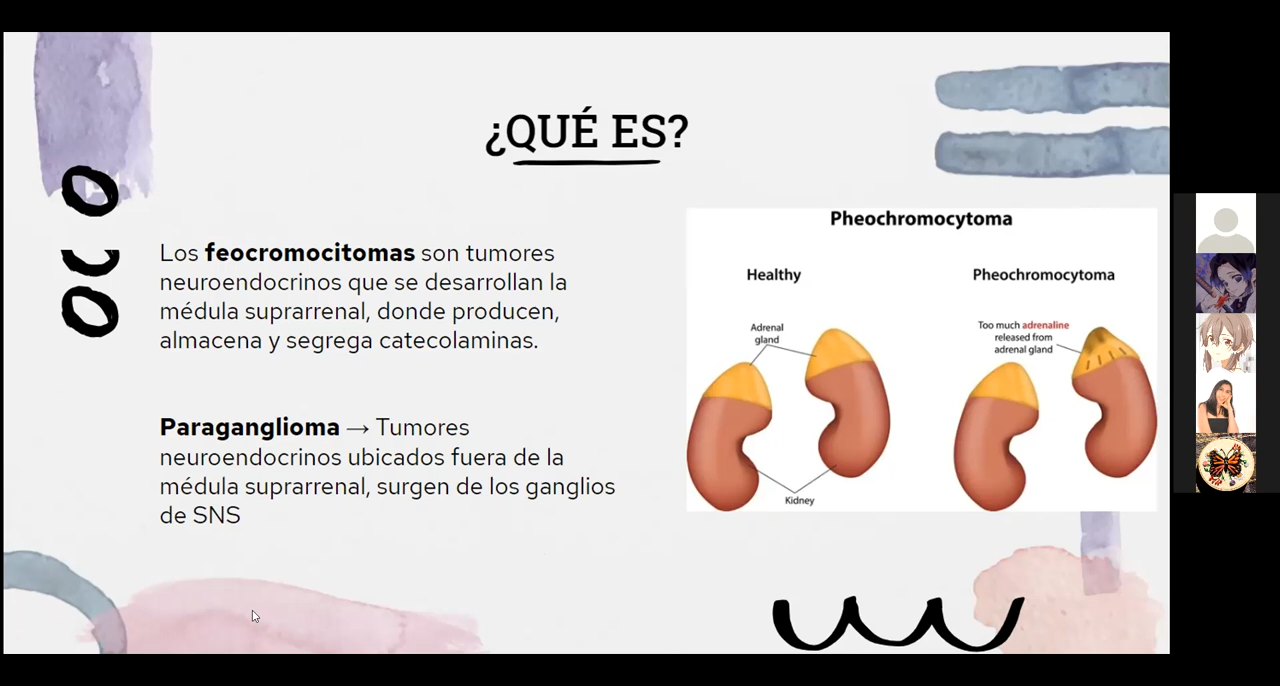 ¿QUÉ ES?
Los feocromocitomas son tumores
neuroendocrinos que se desarrollan la
médula suprarrenal, donde producen,
almacena y segrega catecolaminas.
Paraganglioma → Tumores
neuroendocrinos ubicados fuera de la
médula suprarrenal, surgen de los ganglios
de SNS
Pheochromocytoma
Healthy
Adrenal
gland
Kidney
Pheochromocytoma
Too much adrenaline
released from
adrenal gland